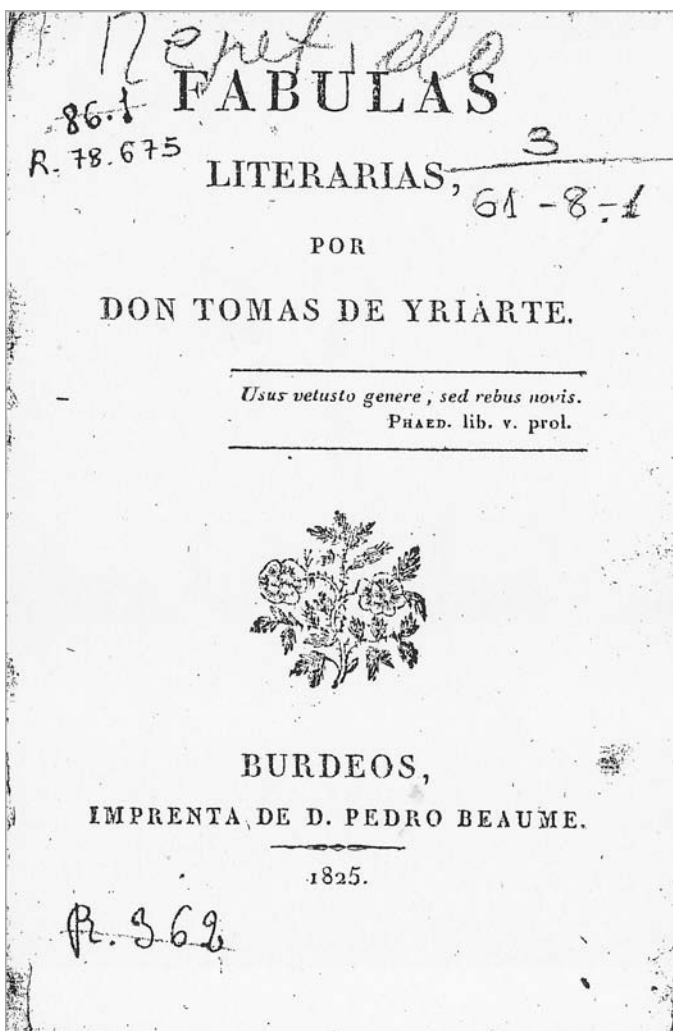 Repetido
FABULAS
86.1
R. 78.675
LITERARIAS,
3
61-8-1
POR
DON TOMAS DE YRIARTE.
Usus vetusto genere, sed rebus novis.
PHAED. lib. v. prol.
BURDEOS,
IMPRENTA DE D. PEDRO BEAUME.
1825.
R. 362